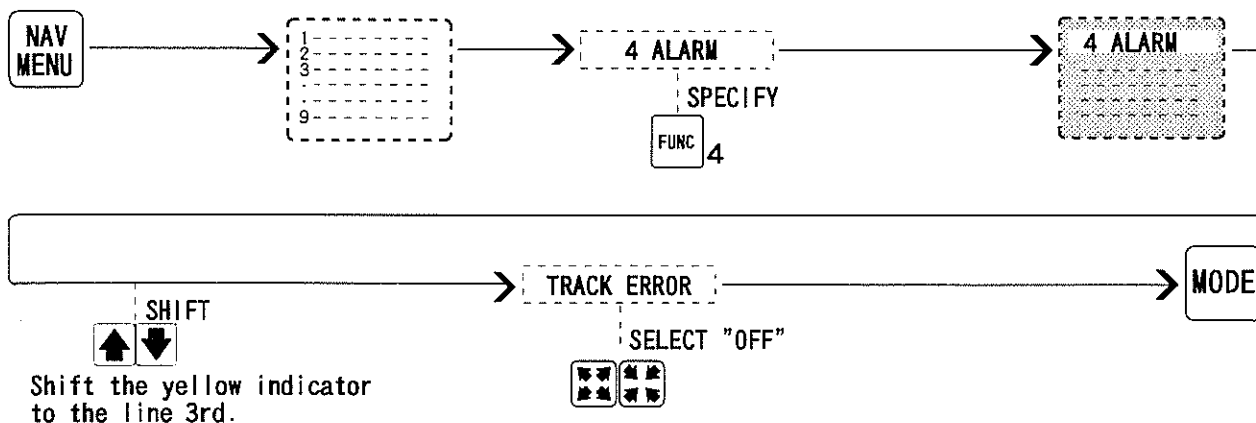 NAV
MENU
1
2
3
9
4 ALARM
SPECIFY
FUNC 4
4 ALARM
SHIFT
Shift the yellow indicator
to the line 3rd.
TRACK ERROR
SELECT "OFF"
MODE